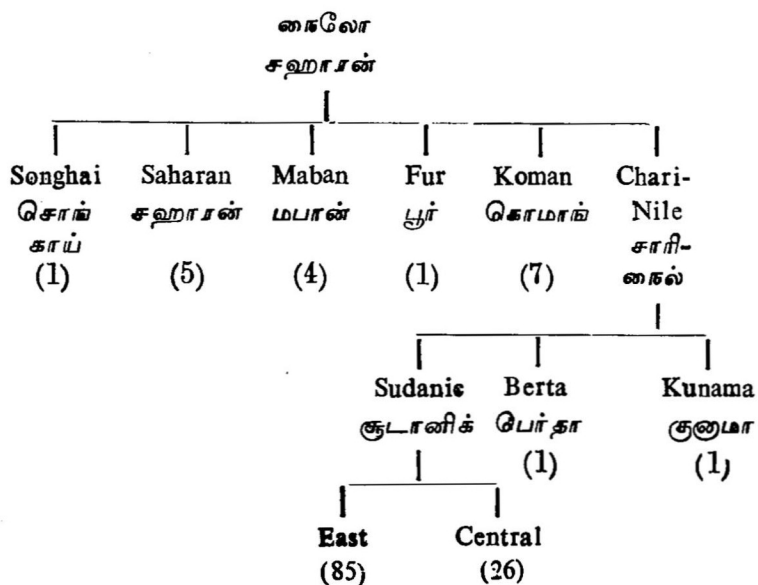 நைலோ
சஹாரன்
Songhai Saharan Maban Fur Koman Chari-
சொங் சஹாரன் மபான் பூர் கொமாங் Nile
காய் சாரி-
(1) (5) (4) (1) (7) நைல்
Sudanic Berta Kunama
சூடானிக் பேர்தா குனுமா
(1) (1)
East Central
(85) (26)